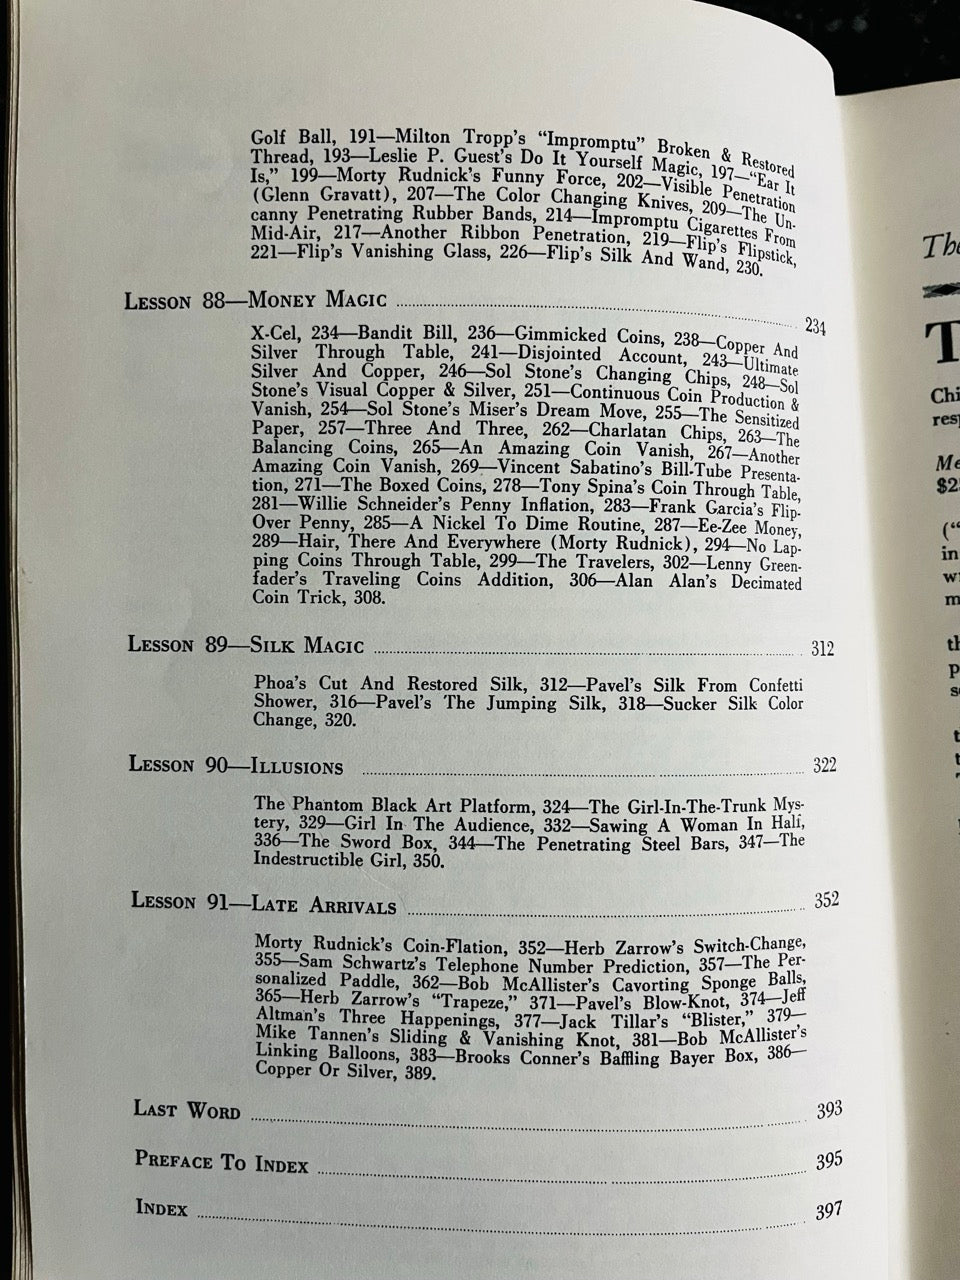 Golf Ball, 191—Milton Tropp's "Impromptu" Broken & Restored
Thread, 193—Leslie P. Guest's Do It Yourself Magic, 197—"Ear It
Is," 199—Morty Rudnick's Funny Force, 202—Visible Penetration
(Glenn Gravatt), 207—The Color Changing Knives, 209—The Un-
canny Penetrating Rubber Bands, 214—Impromptu Cigarettes From
Mid-Air, 217—Another Ribbon Penetration, 219—Flip's Flipstick,
221—Flip's Vanishing Glass, 226—Flip's Silk And Wand, 230.
LESSON 88—MONEY MAGIC 234
X-Cel, 234—Bandit Bill, 236—Gimmicked Coins, 238—Copper And
Silver Through Table, 241—Disjointed Account, 243—Ultimate
Silver And Copper, 246—Sol Stone's Changing Chips, 248—Sol
Stone's Visual Copper & Silver, 251—Continuous Coin Production &
Vanish, 254—Sol Stone's Miser's Dream Move, 255—The Sensitized
Paper, 257—Three And Three, 262—Charlatan Chips, 263—The
Balancing Coins, 265—An Amazing Coin Vanish, 267—Another
Amazing Coin Vanish, 269—Vincent Sabatino's Bill-Tube Presenta-
tion, 271—The Boxed Coins, 278—Tony Spina's Coin Through Table,
281—Willie Schneider's Penny Inflation, 283—Frank Garcia's Flip-
Over Penny, 285—A Nickel To Dime Routine, 287—Ee-Zee Money,
289—Hair, There And Everywhere (Morty Rudnick), 294—No Lap-
ping Coins Through Table, 299—The Travelers, 302—Lenny Green-
fader's Traveling Coins Addition, 306—Alan Alan's Decimated
Coin Trick, 308.
LESSON 89—SILK MAGIC 312
Phoa's Cut And Restored Silk, 312—Pavel's Silk From Confetti
Shower, 316—Pavel's The Jumping Silk, 318—Sucker Silk Color
Change, 320.
LESSON 90—ILLUSIONS 322
The Phantom Black Art Platform, 324—The Girl-In-The-Trunk Mys-
tery, 329—Girl In The Audience, 332—Sawing A Woman In Half,
336—The Sword Box, 344—The Penetrating Steel Bars, 347—The
Indestructible Girl, 350.
LESSON 91—LATE ARRIVALS 352
Morty Rudnick's Coin-Flation, 352—Herb Zarrow's Switch-Change,
355—Sam Schwartz's Telephone Number Prediction, 357—The Per-
sonalized Paddle, 362—Bob McAllister's Cavorting Sponge Balls,
365—Herb Zarrow's "Trapeze," 371—Pavel's Blow-Knot, 374—Jeff
Altman's Three Happenings, 377—Jack Tillar's "Blister," 379—
Mike Tannen's Sliding & Vanishing Knot, 381—Bob McAllister's
Linking Balloons, 383—Brooks Conner's Baffling Bayer Box, 386—
Copper Or Silver, 389.
LAST WORD 393
PREFACE TO INDEX 395
INDEX 397